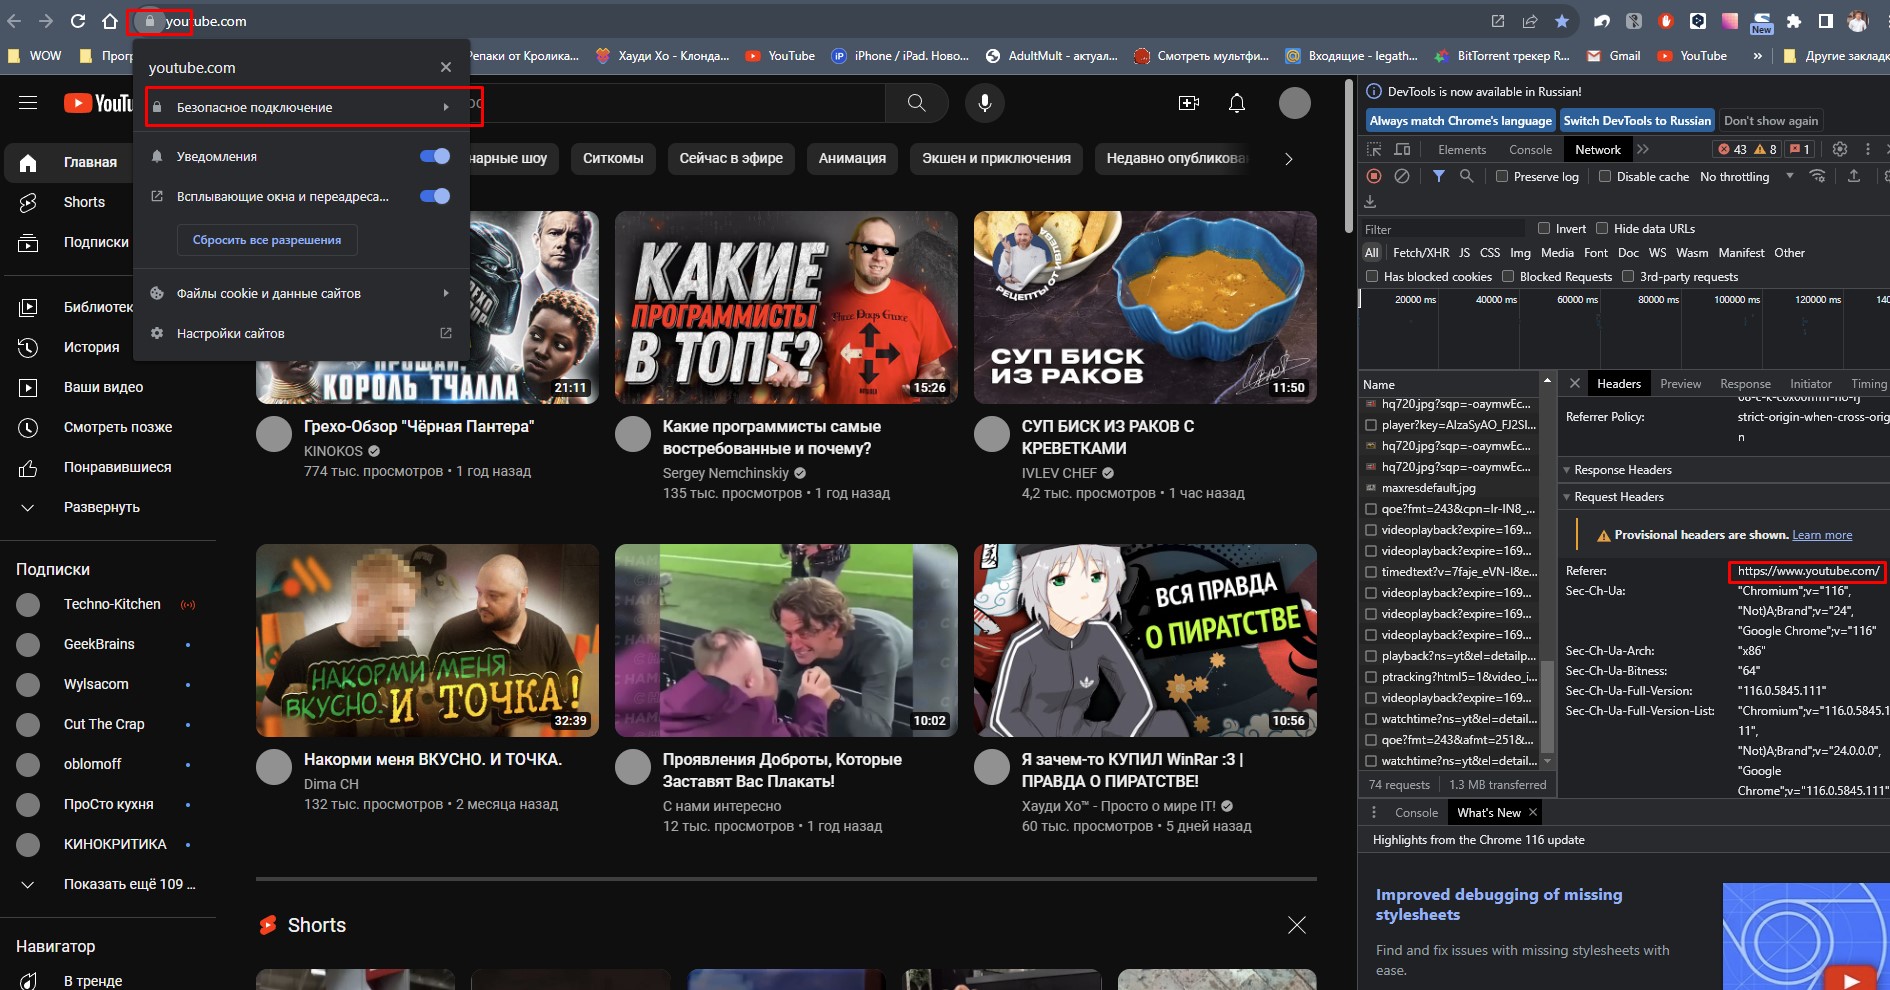 youtube.com
New
WOW
Прог
Репаки от Кролика...
Хауди Хо - Клонда...
YouTube
iPhone / iPad. Ново...
AdultMult - актуал...
Смотреть мультфи...
Входящие - legath...
BitTorrent трекер R...
Gmail
YouTube
»
Другие закладк
youtube.com
Безопасное подключение
Уведомления
Всплывающие окна и переадреса...
Сбросить все разрешения
Файлы cookie и данные сайтов
Настройки сайтов
YouTu
ос
нарные шоу
Ситкомы
Сейчас в эфире
Анимация
Экшен и приключения
Недавно опубликован
Главная
Shorts
Подписки
Библиотек
История
Ваши видео
Смотреть позже
Понравившиеся
Развернуть
Подписки
Techno-Kitchen
GeekBrains
Wylsacom
Cut The Crap
oblomoff
ПроСто кухня
КИНОКРИТИКА
Показать ещё 109 ...
Навигатор
В тренде
ГРЕХО
ОБЗОР
ПРОЩАЙ,
КОРОЛЬ ТЧАЛЛА
21:11
Грехо-Обзор "Чёрная Пантера"
KINOKOS
774 тыс. просмотров • 1 год назад
КАКИЕ
ПРОГРАММИСТЫ
В ТОПЕ?
Three Days Grace
15:26
Какие программисты самые
востребованные и почему?
Sergey Nemchinskiy
135 тыс. просмотров • 1 год назад
РЕЦЕПТЫ ОТ ИВЛЕВА
СУП БИСК
ИЗ РАКОВ
11:50
СУП БИСК ИЗ РАКОВ С
КРЕВЕТКАМИ
IVLEV CHEF
4,2 тыс. просмотров • 1 час назад
НАКОРМИ МЕНЯ
ВКУСНО. И ТОЧКА!
32:39
Накорми меня ВКУСНО. И ТОЧКА.
Dima CH
132 тыс. просмотров • 2 месяца назад
10:02
Проявления Доброты, Которые
Заставят Вас Плакать!
С нами интересно
12 тыс. просмотров • 1 год назад
ВСЯ ПРАВДА
О ПИРАТСТВЕ
10:56
Я зачем-то КУПИЛ WinRar :3 |
ПРАВДА О ПИРАТСТВЕ!
Хауди Хо™ - Просто о мире IT!
60 тыс. просмотров • 5 дней назад
Shorts
DevTools is now available in Russian!
Always match Chrome's language
Switch DevTools to Russian
Don't show again
Elements
Console
Network
43
8
1
Preserve log
Disable cache
No throttling
Filter
Invert
Hide data URLs
All
Fetch/XHR
JS
CSS
Img
Media
Font
Doc
WS
Wasm
Manifest
Other
Has blocked cookies
Blocked Requests
3rd-party requests
20000 ms
40000 ms
60000 ms
80000 ms
100000 ms
120000 ms
140
Name
hq720.jpg?sqp=-oaymwEc...
player?key=AIzaSyAO_FJ2Sl...
hq720.jpg?sqp=-oaymwEc...
hq720.jpg?sqp=-oaymwEc...
maxresdefault.jpg
qoe?fmt=243&cpn=Ir-IN8_...
videoplayback?expire=169...
videoplayback?expire=169...
timedtext?v=7faje_eVN-I&e...
videoplayback?expire=169...
videoplayback?expire=169...
videoplayback?expire=169...
playback?ns=yt&el=detailp...
ptracking?html5=1&video_i...
videoplayback?expire=169...
watchtime?ns=yt&el=detail...
qoe?fmt=243&afmt=251&...
watchtime?ns=yt&el=detail...
74 requests
1.3 MB transferred
Headers
Preview
Response
Initiator
Timing
Referrer Policy:
strict-origin-when-cross-orig
n
Response Headers
Request Headers
Provisional headers are shown. Learn more
Referer:
https://www.youtube.com/
Sec-Ch-Ua:
"Chromium";v="116",
"Not)A;Brand";v="24",
"Google Chrome";v="116"
Sec-Ch-Ua-Arch:
"x86"
Sec-Ch-Ua-Bitness:
"64"
Sec-Ch-Ua-Full-Version:
"116.0.5845.111"
Sec-Ch-Ua-Full-Version-List:
"Chromium";v="116.0.5845.1
11",
"Not)A;Brand";v="24.0.0.0",
"Google
Chrome";v="116.0.5845.111"
Console
What's New
Highlights from the Chrome 116 update
Improved debugging of missing
stylesheets
Find and fix issues with missing stylesheets with
ease.